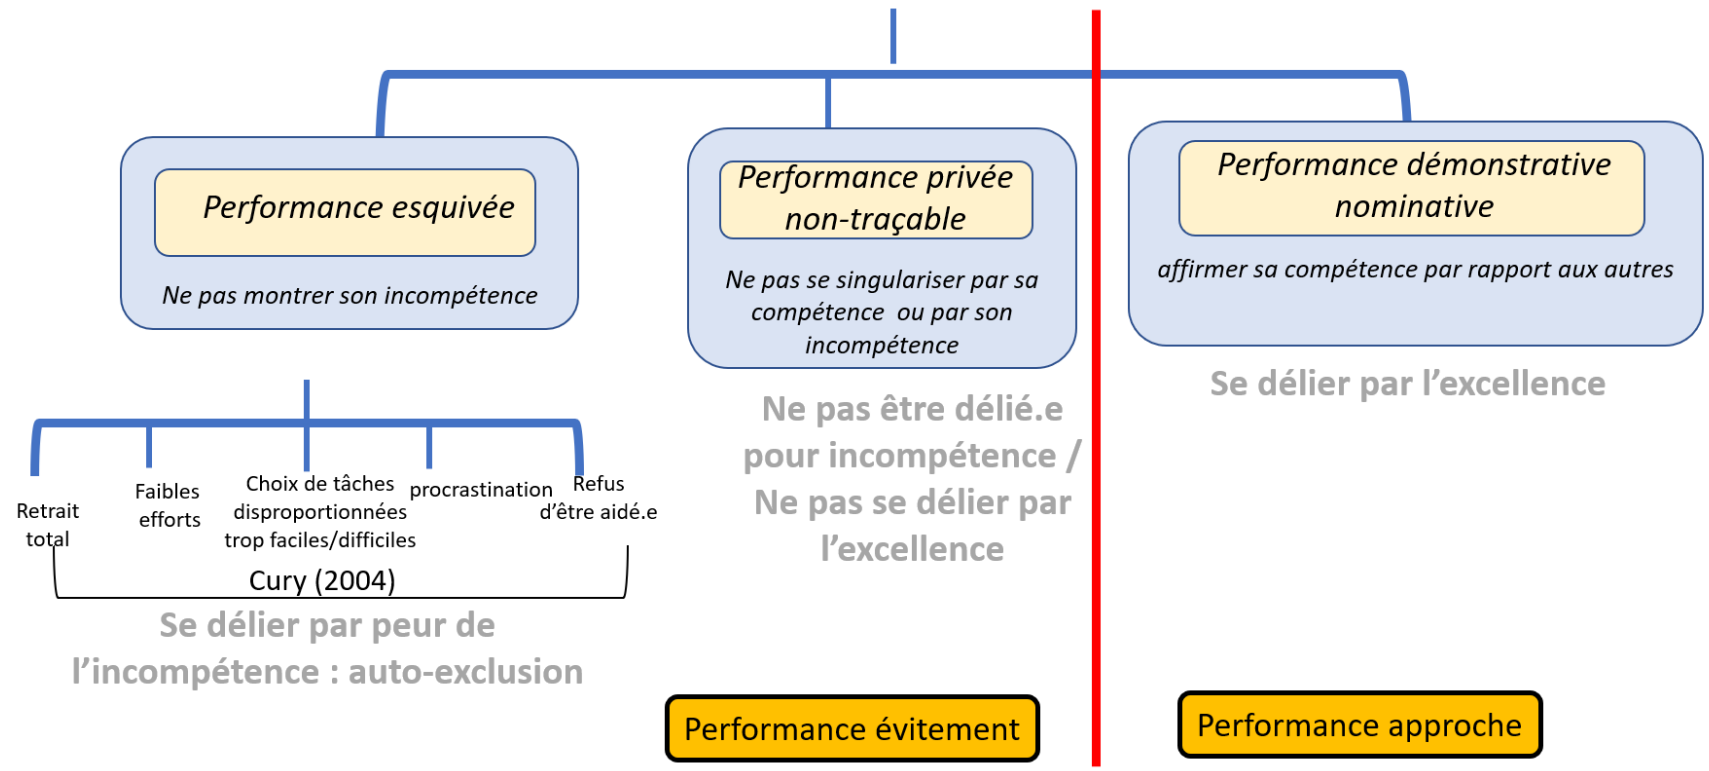 Performance esquivée
Ne pas montrer son incompétence
Performance privée
non-traçable
Ne pas se singulariser par sa
compétence ou par son
incompétence
Performance démonstrative
nominative
affirmer sa compétence par rapport aux autres
Se délier par l’excellence
Ne pas être délié.e
pour incompétence /
Ne pas se délier par
l’excellence
Retrait
total
Faibles
efforts
Choix de tâches
disproportionnées
trop faciles/difficiles
procrastination
Refus
d’être aidé.e
Cury (2004)
Se délier par peur de
l’incompétence : auto-exclusion
Performance évitement
Performance approche